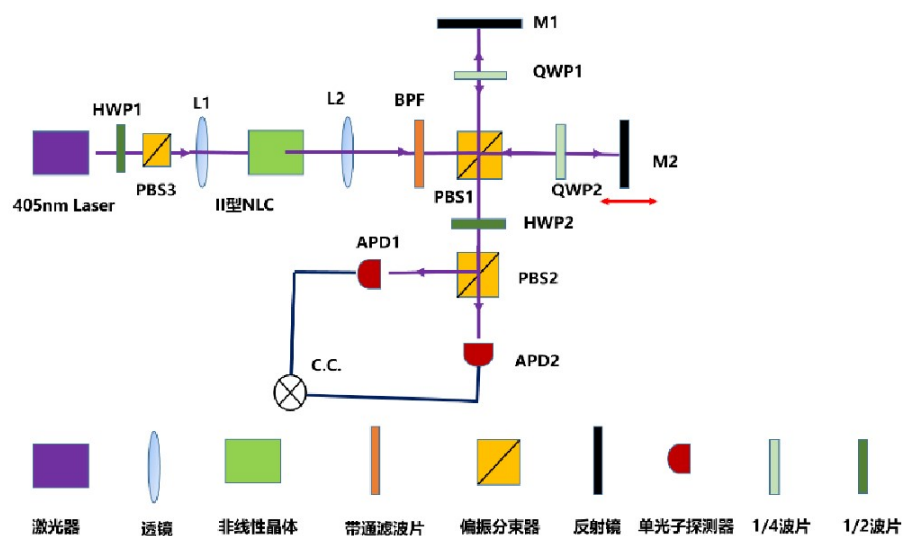 M1
QWP1
HWP1
L1
L2
BPF
M2
PBS3
PBS1
QWP2
405nm Laser
II型NLC
HWP2
APD1
PBS2
C.C.
APD2
激光器
透镜
非线性晶体
带通滤波片
偏振分束器
反射镜
单光子探测器
1/4波片
1/2波片